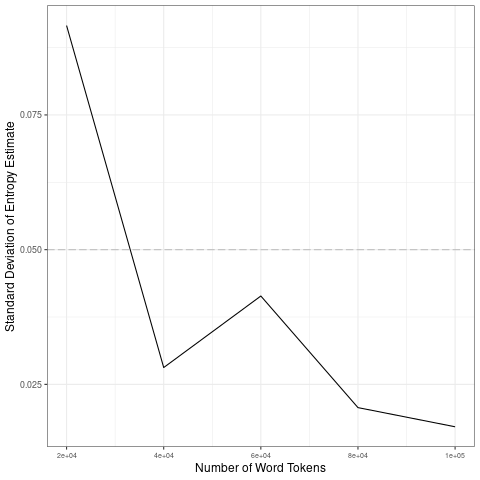 Standard Deviation of Entropy Estimate
0.075
0.050
0.025
2e+04 4e+04 6e+04 8e+04 1e+05
Number of Word Tokens